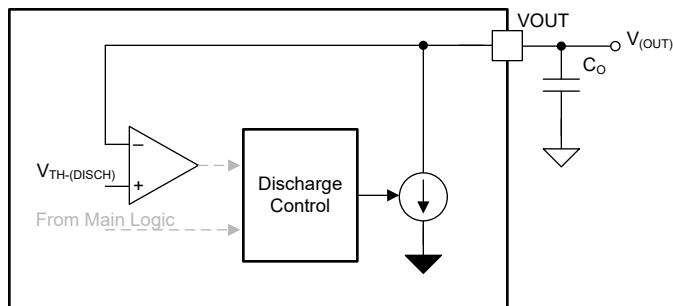 VOUT
V(OUT)
CO
−
VTH-(DISCH)
+
Discharge
Control
From Main Logic